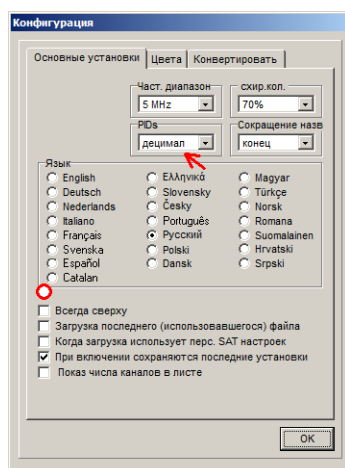 Конфигурация
Основные установки Цвета Конвертировать
Част. диапазон схир.кол.
5 MHz 70%
PIDs Сокращение назв
децимал конец
Язык
English Ελληνικά Magyar
Deutsch Slovensky Türkçe
Nederlands Česky Norsk
Italiano Português Romana
Français Русский Suomalainen
Svenska Polski Hrvatski
Español Dansk Srpski
Catalan
Всегда сверху
Загрузка последнего (использовавшегося) файла
Когда загрузка использует перс. SAT настроек
При включении сохраняются последние установки
Показ числа каналов в листе
OK